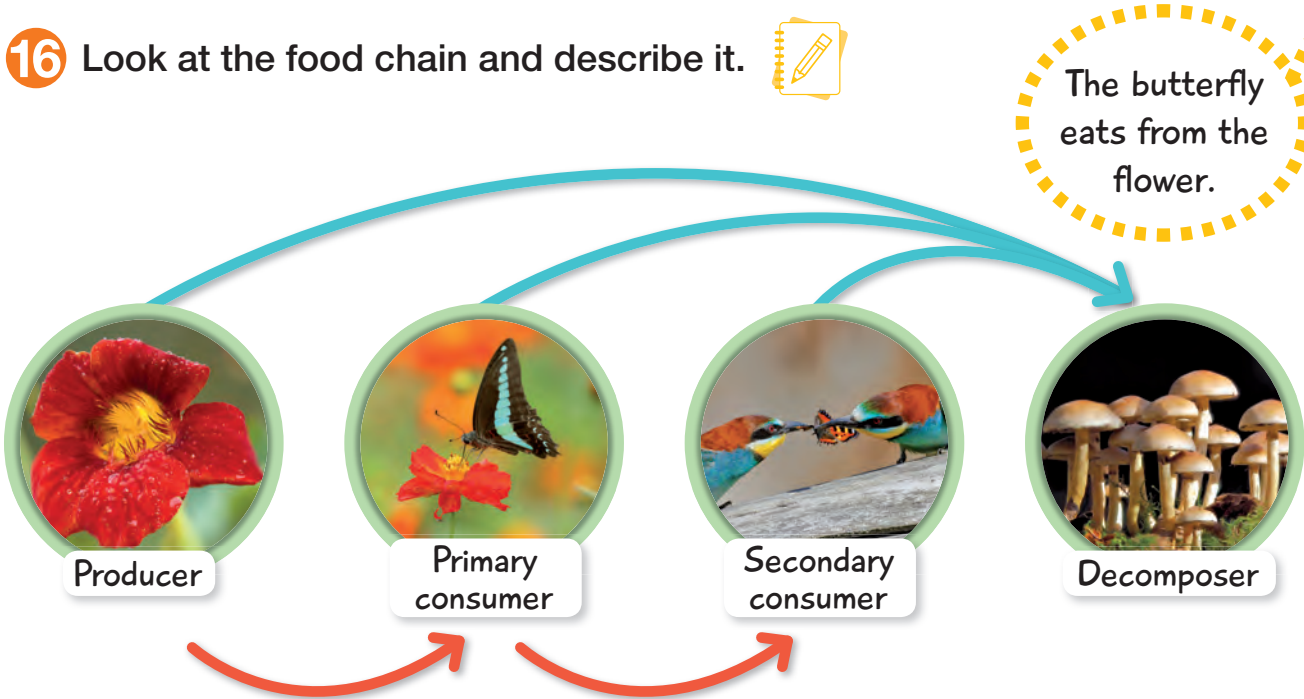 16 Look at the food chain and describe it.
The butterfly
eats from the
flower.
Producer
Primary
consumer
Secondary
consumer
Decomposer